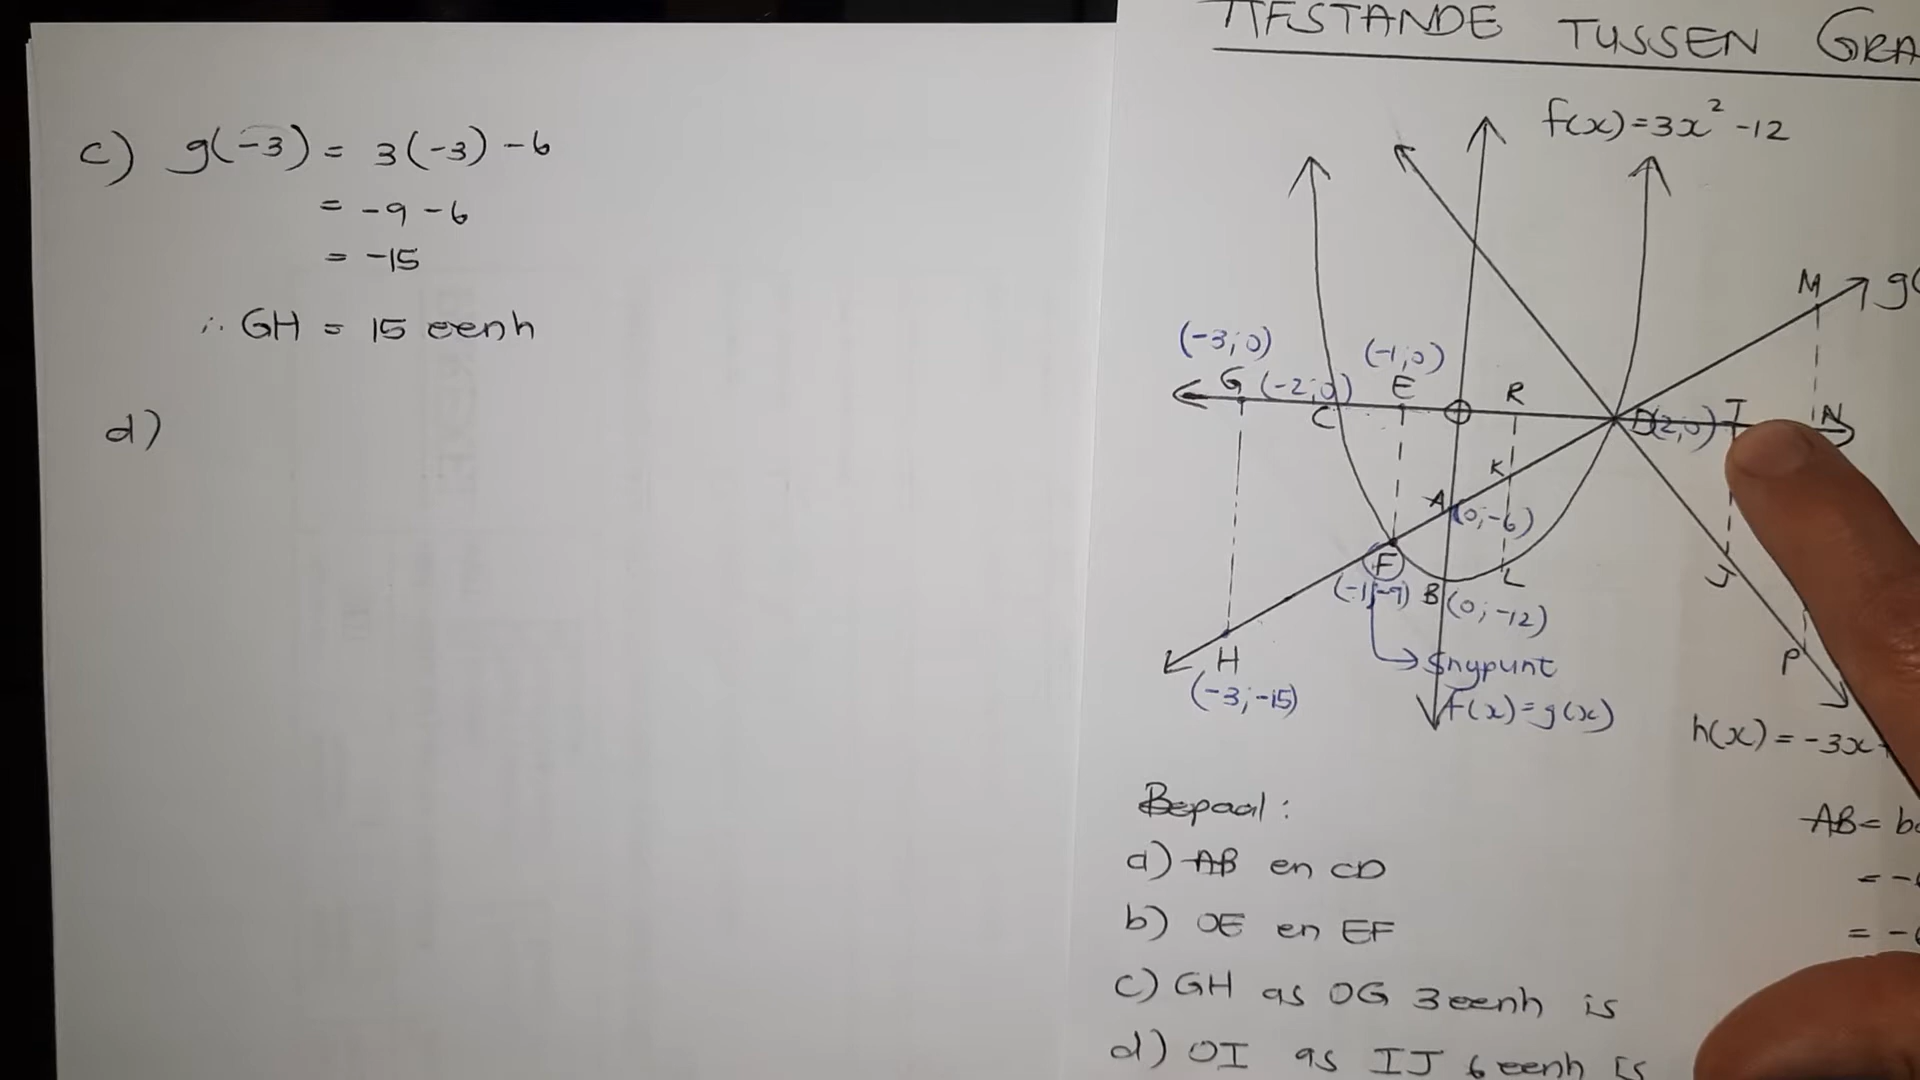 c) g(-3) = 3(-3) - 6
= -9 - 6
= -15
∴ GH = 15 eenh
d)
AFSTANDE TUSSEN GRA
f(x) = 3x² - 12
M
g(
(-3; 0)
(-1; 0)
G (-2; 0) E R
C D(2; 0) I N
K
A (0; -6)
F J
(-1; -9) B (0; -12) L
H Snypunt P
(-3; -15) f(x) = g(x)
h(x) = -3x +
Bepaal :
AB =
a) AB en CD
= -
b) OE en EF
= -
c) GH as OG 3 eenh is
d) OI as IJ 6 eenh is